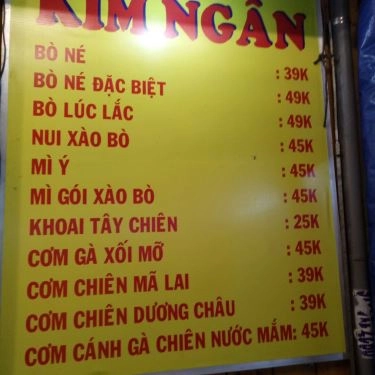 KIM NGÂN
BÒ NÉ : 39K
BÒ NÉ ĐẶC BIỆT : 49K
BÒ LÚC LẮC : 49K
NUI XÀO BÒ : 45K
MÌ Ý : 45K
MÌ GÓI XÀO BÒ : 45K
KHOAI TÂY CHIÊN : 25K
CƠM GÀ XỐI MỠ : 45K
CƠM CHIÊN MÃ LAI : 39K
CƠM CHIÊN DƯƠNG CHÂU : 39K
CƠM CÁNH GÀ CHIÊN NƯỚC MẮM: 45K